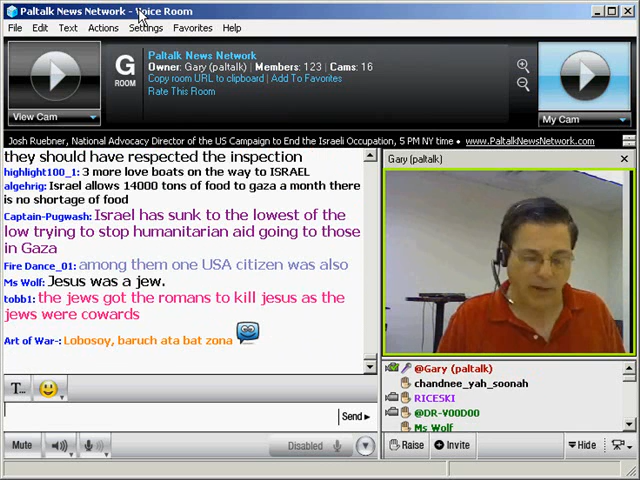 Paltalk News Network - Voice Room
File Edit Text Actions Settings Favorites Help
Paltalk News Network
Owner: Gary (paltalk) | Members: 123 | Cams: 16
Copy room URL to clipboard | Add To Favorites
Rate This Room
G
ROOM
View Cam
My Cam
Josh Ruebner, National Advocacy Director of the US Campaign to End the Israeli Occupation, 5 PM NY time • www.PaltalkNewsNetwork.com
they should have respected the inspection
highlight100_1: 3 more love boats on the way to ISRAEL
algehrig: Israel allows 14000 tons of food to gaza a month there
is no shortage of food
Captain-Pugwash: Israel has sunk to the lowest of the
low trying to stop humanitarian aid going to those
in Gaza
Fire Dance_01: among them one USA citizen was also
Ms Wolf: Jesus was a jew.
tobb1: the jews got the romans to kill jesus as the
jews were cowards
Art of War-: Lobosoy, baruch ata bat zona
Gary (paltalk)
@Gary (paltalk)
chandnee_yah_soonah
RICESKI
@DR-V00D00
Ms Wolf
T...
Send
Mute
Disabled
Raise
Invite
Hide